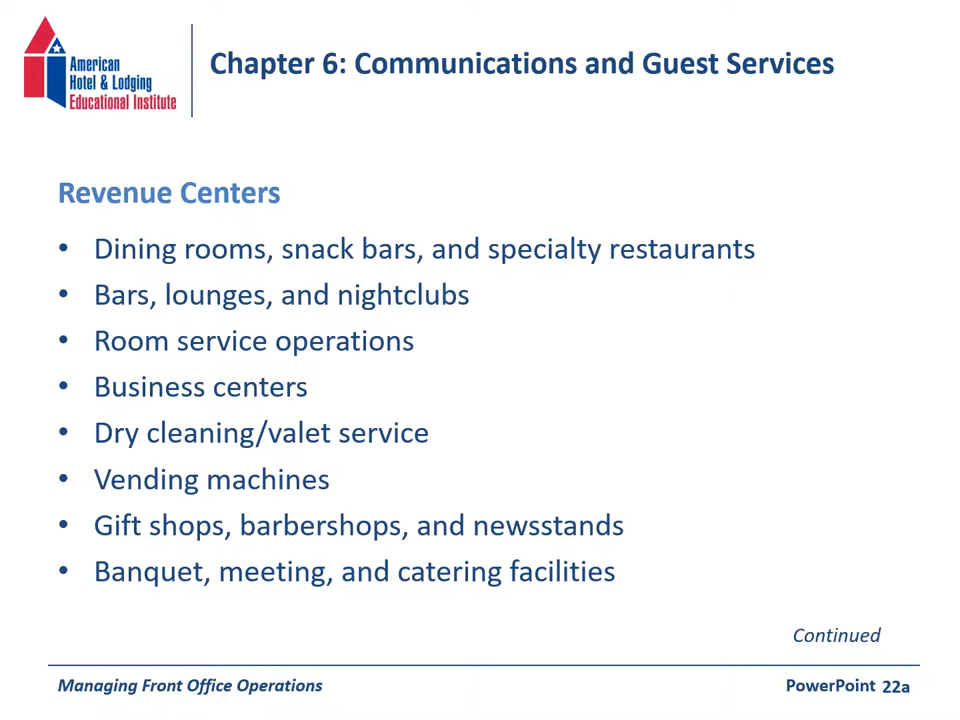 American
Hotel & Lodging
Educational Institute
Chapter 6: Communications and Guest Services
Revenue Centers
• Dining rooms, snack bars, and specialty restaurants
• Bars, lounges, and nightclubs
• Room service operations
• Business centers
• Dry cleaning/valet service
• Vending machines
• Gift shops, barbershops, and newsstands
• Banquet, meeting, and catering facilities
Continued
Managing Front Office Operations PowerPoint 22a